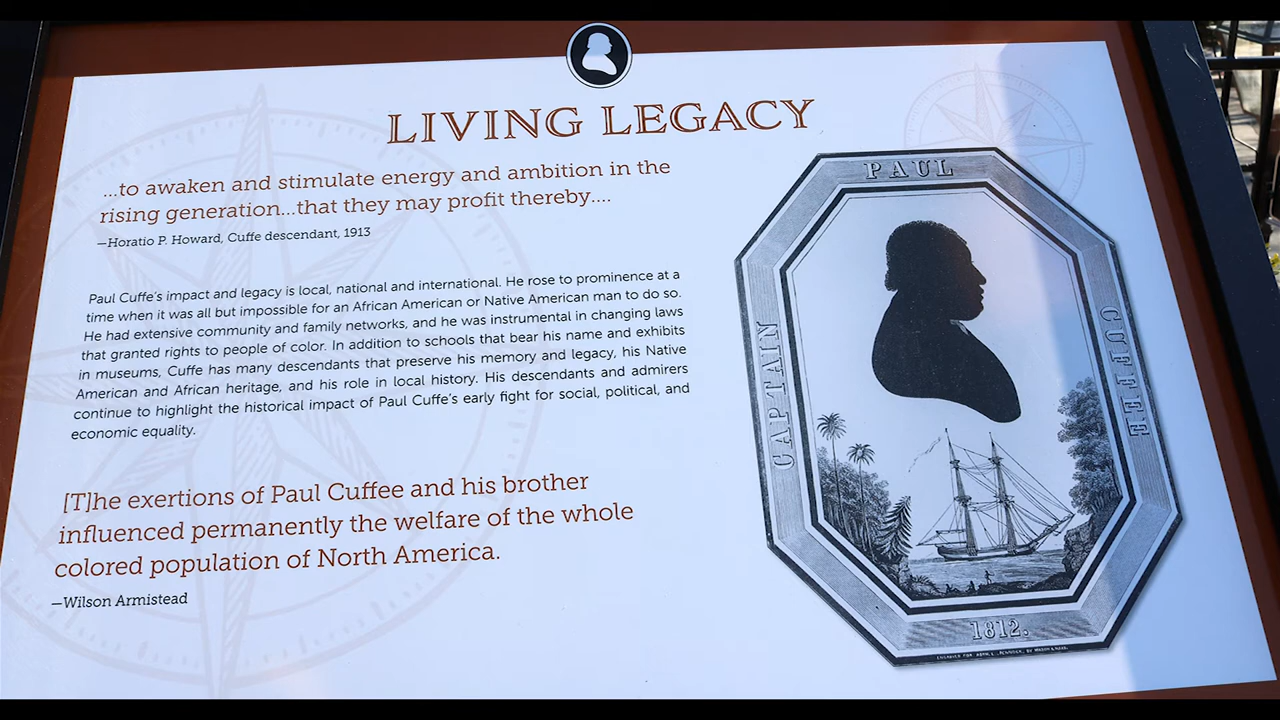 LIVING LEGACY
...to awaken and stimulate energy and ambition in the
rising generation...that they may profit thereby....
—Horatio P. Howard, Cuffe descendant, 1913
Paul Cuffe's impact and legacy is local, national and international. He rose to prominence at a
time when it was all but impossible for an African American or Native American man to do so.
He had extensive community and family networks, and he was instrumental in changing laws
that granted rights to people of color. In addition to schools that bear his name and exhibits
in museums, Cuffe has many descendants that preserve his memory and legacy, his Native
American and African heritage, and his role in local history. His descendants and admirers
continue to highlight the historical impact of Paul Cuffe's early fight for social, political, and
economic equality.
[T]he exertions of Paul Cuffee and his brother
influenced permanently the welfare of the whole
colored population of North America.
—Wilson Armistead
CAPTAIN
PAUL
CUFFEE
1812.
ENGRAVED FOR